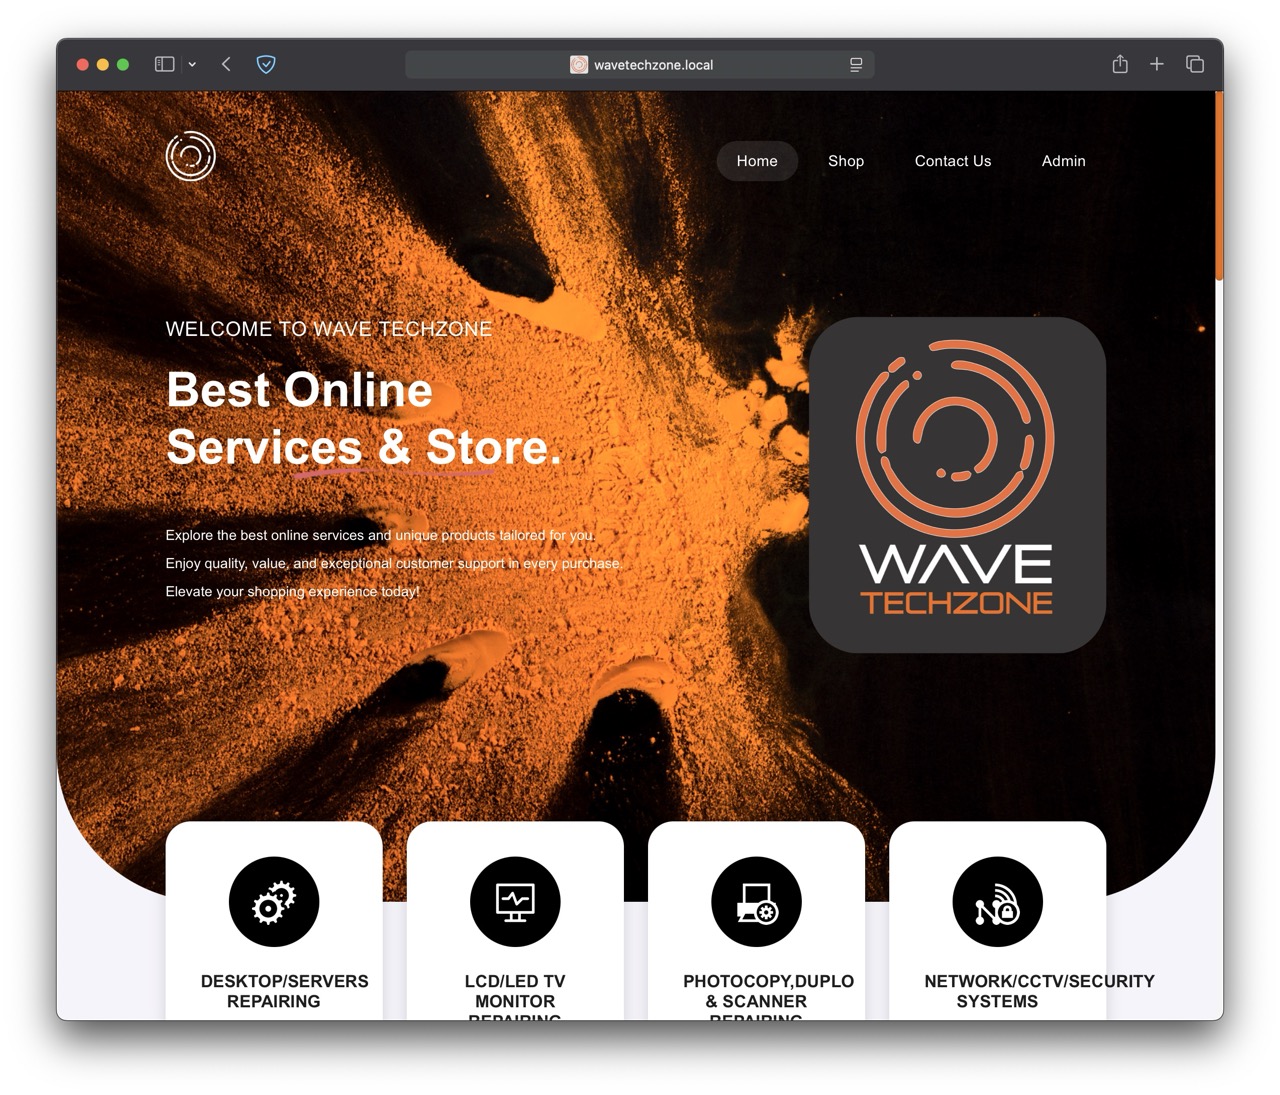 wavetechzone.local
Home Shop Contact Us Admin
WELCOME TO WAVE TECHZONE
Best Online
Services & Store.
Explore the best online services and unique products tailored for you.
Enjoy quality, value, and exceptional customer support in every purchase.
Elevate your shopping experience today!
WAVE
TECHZONE
DESKTOP/SERVERS
REPAIRING
LCD/LED TV
MONITOR
REPAIRING
PHOTOCOPY,DUPLO
& SCANNER
REPAIRING
NETWORK/CCTV/SECURITY
SYSTEMS